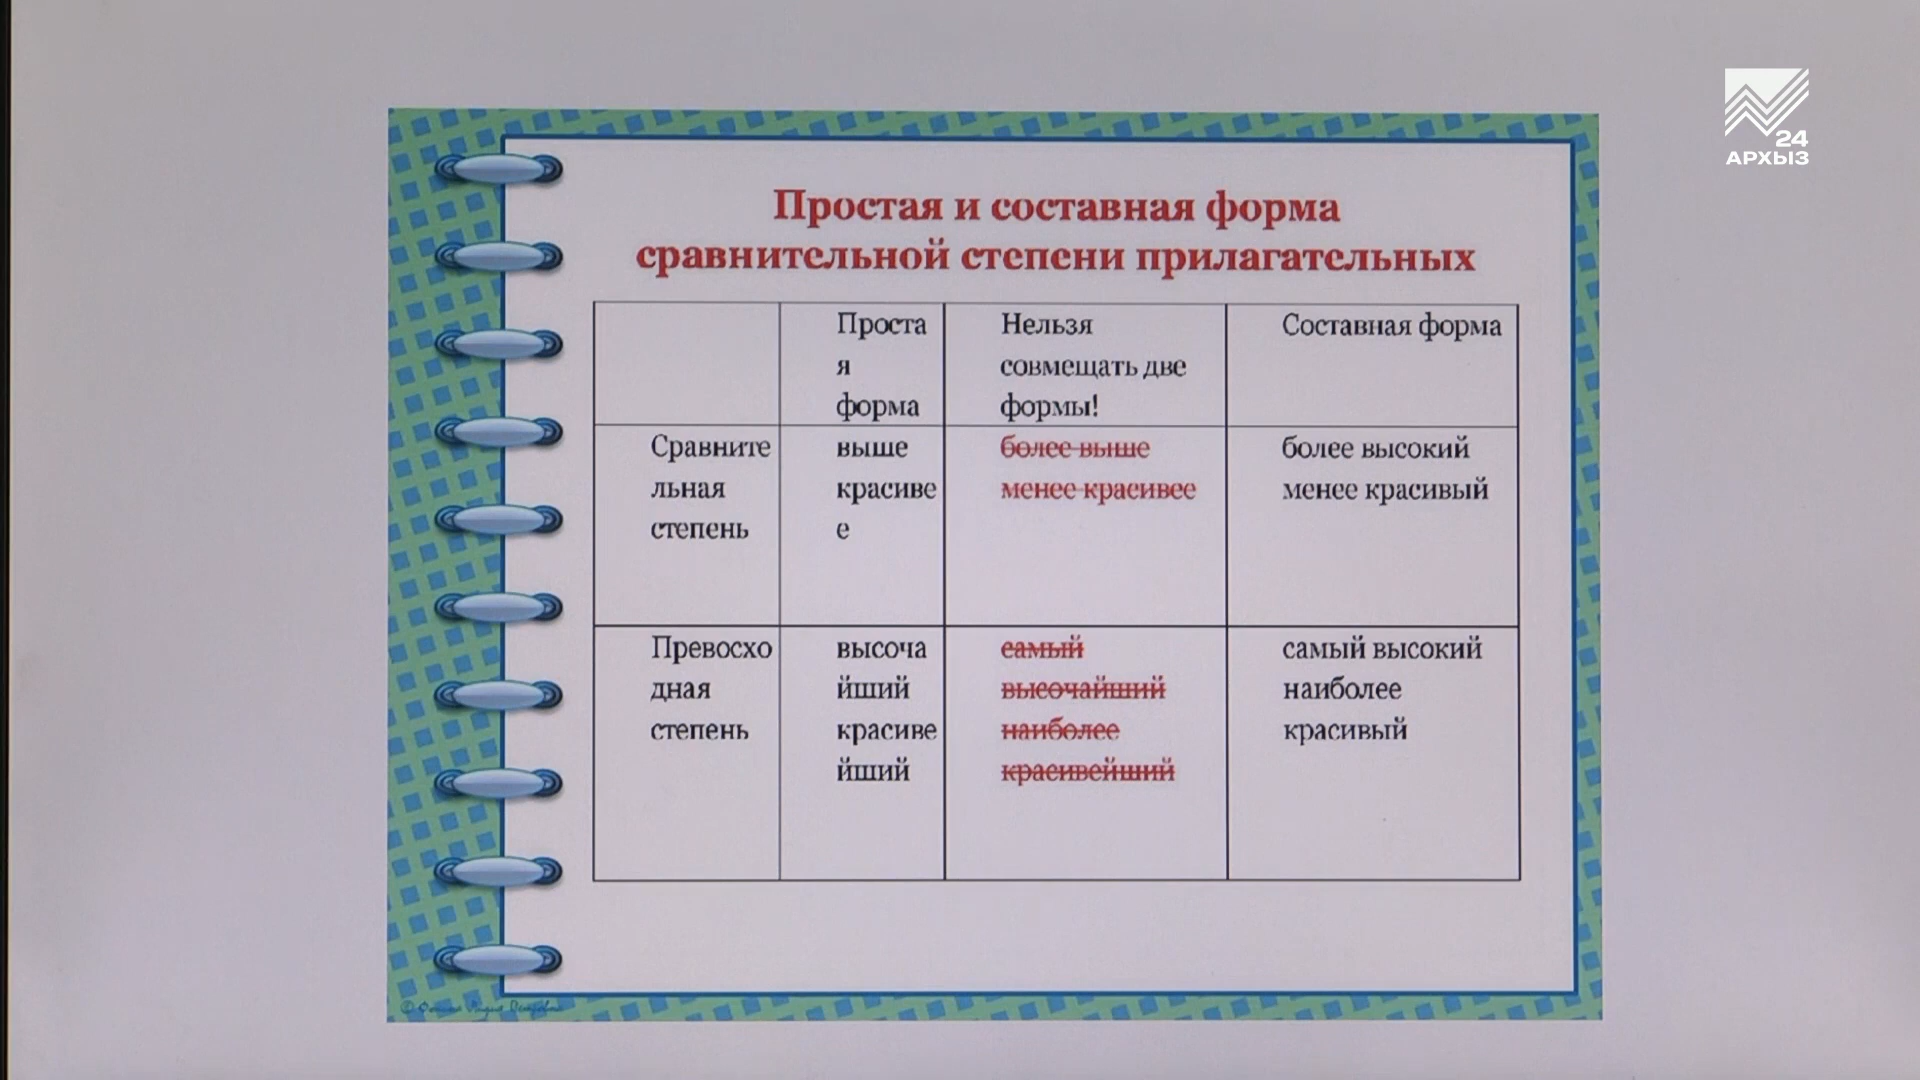 24
АРХЫЗ
Простая и составная форма
сравнительной степени прилагательных
Проста
я
форма
Нельзя
совмещать две
формы!
Составная форма
Сравните
льная
степень
выше
красиве
е
более выше
менее красивее
более высокий
менее красивый
Превосхо
дная
степень
высоча
йший
красиве
йший
самый
высочайший
наиболее
красивейший
самый высокий
наиболее
красивый